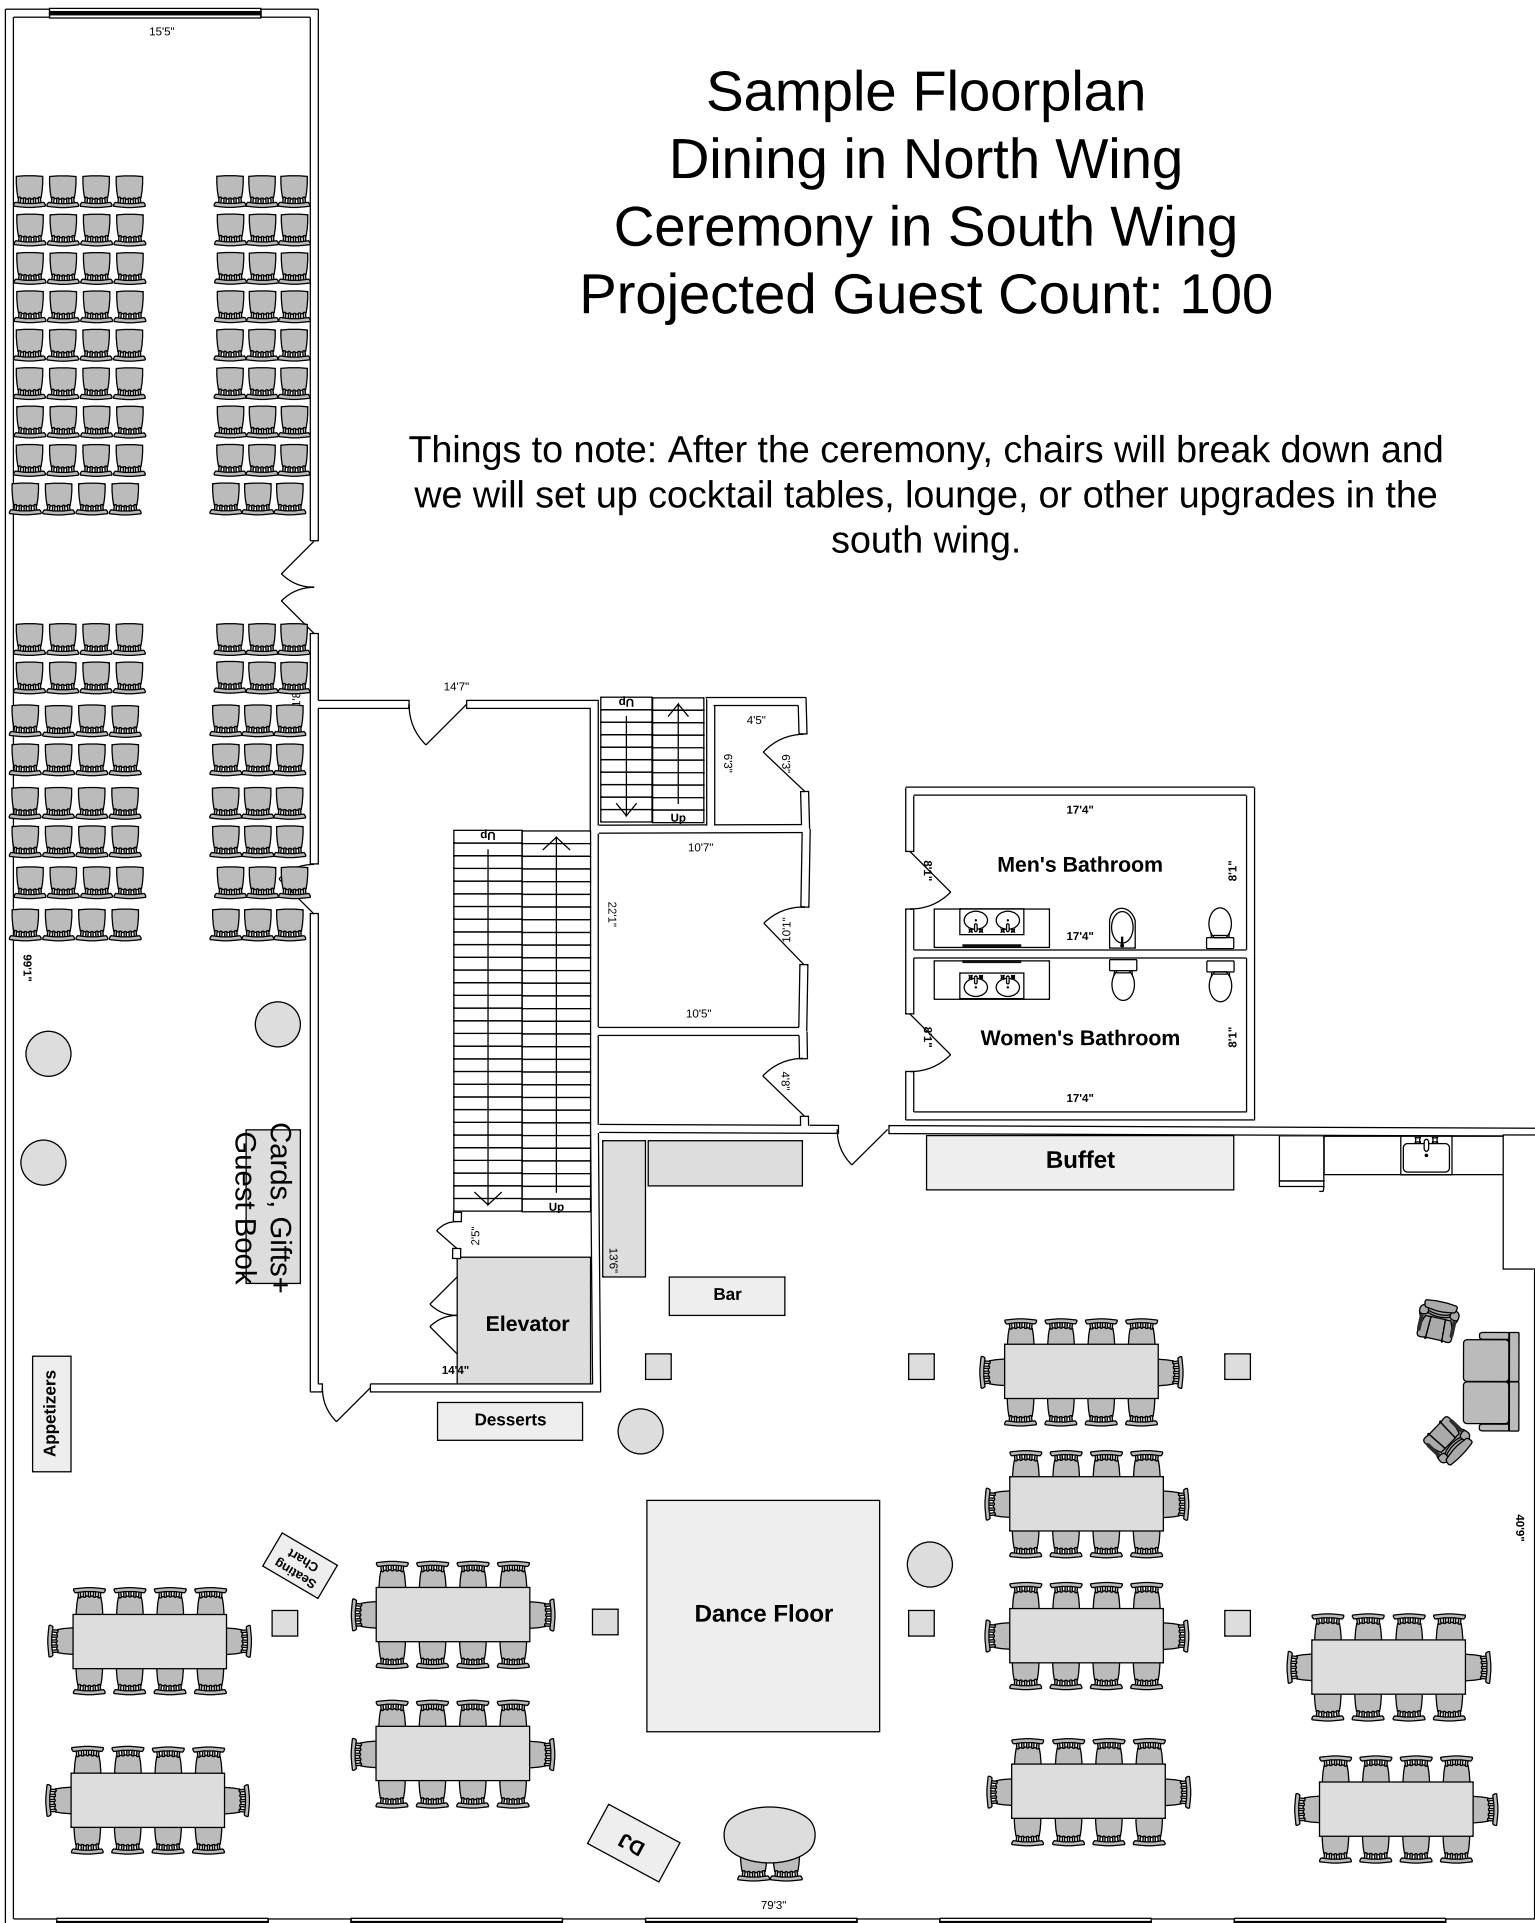 15'5"
Sample Floorplan
Dining in North Wing
Ceremony in South Wing
Projected Guest Count: 100
Things to note: After the ceremony, chairs will break down and
we will set up cocktail tables, lounge, or other upgrades in the
south wing.
14'7"
Up
Up
4'5"
6'3"
6'3"
17'4"
Men's Bathroom
8'1"
8'1"
17'4"
Up
10'7"
22'1"
10'1"
10'5"
99'1"
Women's Bathroom
8'1"
8'1"
17'4"
4'8"
Cards, Gifts+
Guest Book
Up
2'5"
13'6"
Buffet
Bar
Elevator
14'4"
Appetizers
Desserts
40'9"
Seating
Chart
Dance Floor
DJ
79'3"